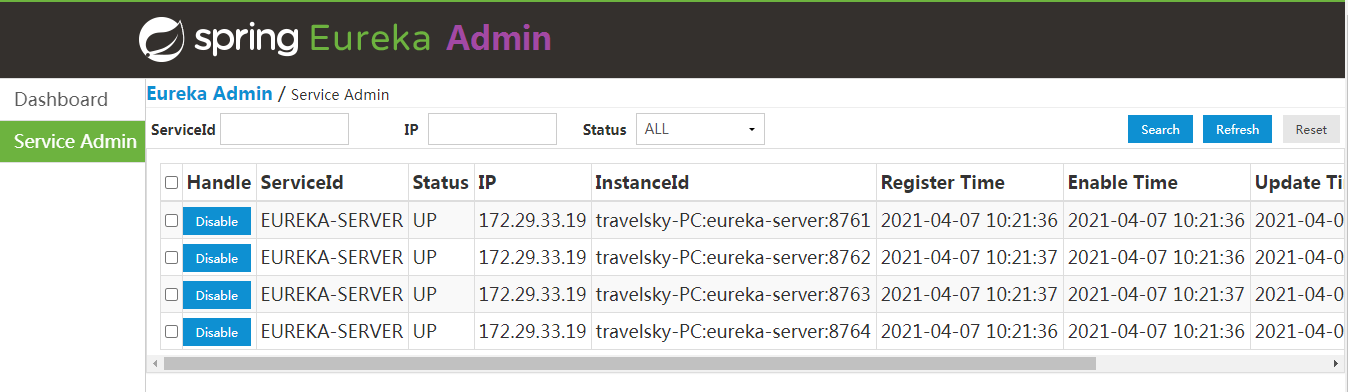 spring Eureka Admin
Dashboard
Service Admin
Eureka Admin / Service Admin
ServiceId IP Status ALL Search Refresh Reset
Handle ServiceId Status IP InstanceId Register Time Enable Time Update Ti
Disable EUREKA-SERVER UP 172.29.33.19 travelsky-PC:eureka-server:8761 2021-04-07 10:21:36 2021-04-07 10:21:36 2021-04-0
Disable EUREKA-SERVER UP 172.29.33.19 travelsky-PC:eureka-server:8762 2021-04-07 10:21:37 2021-04-07 10:21:36 2021-04-0
Disable EUREKA-SERVER UP 172.29.33.19 travelsky-PC:eureka-server:8763 2021-04-07 10:21:37 2021-04-07 10:21:37 2021-04-0
Disable EUREKA-SERVER UP 172.29.33.19 travelsky-PC:eureka-server:8764 2021-04-07 10:21:36 2021-04-07 10:21:36 2021-04-0